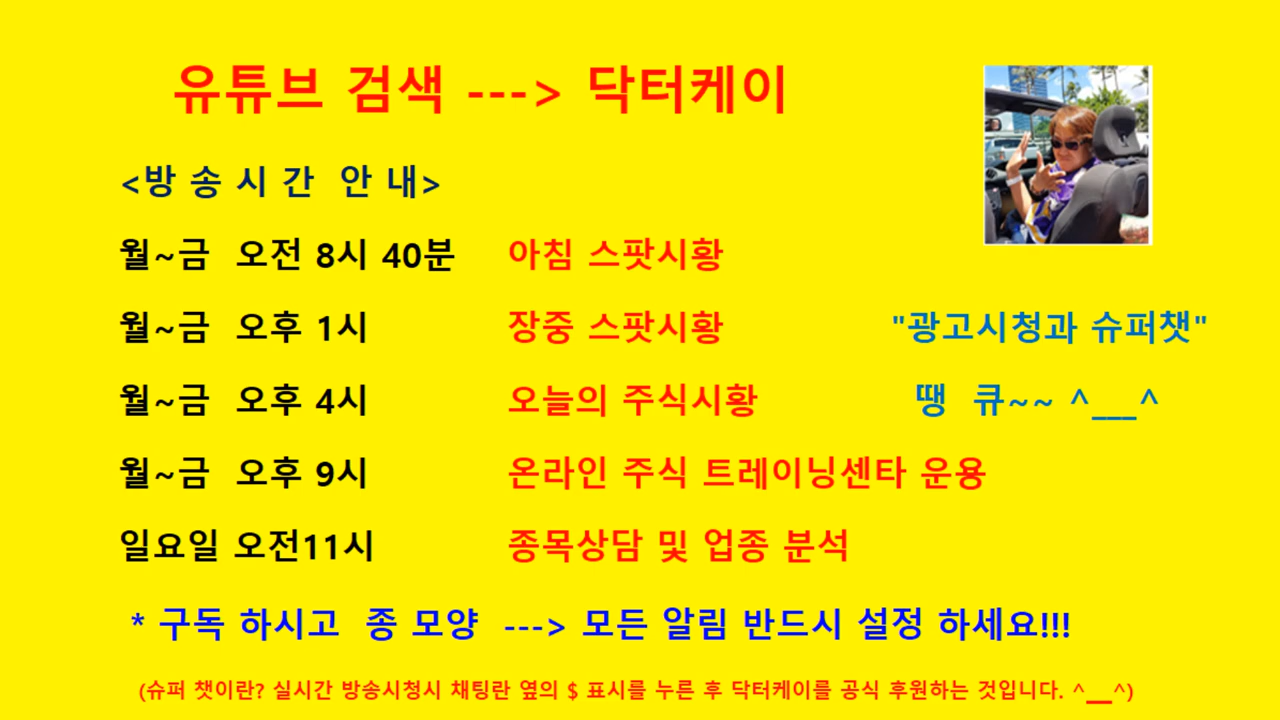 유튜브 검색 ---> 닥터케이
<방 송 시 간 안 내>
월~금 오전 8시 40분 아침 스팟시황
월~금 오후 1시 장중 스팟시황 "광고시청과 슈퍼챗"
월~금 오후 4시 오늘의 주식시황 땡 큐~~ ^___^
월~금 오후 9시 온라인 주식 트레이닝센타 운용
일요일 오전11시 종목상담 및 업종 분석
* 구독 하시고 종 모양 ---> 모든 알림 반드시 설정 하세요!!!
(슈퍼 챗이란? 실시간 방송시청시 채팅란 옆의 $ 표시를 누른 후 닥터케이를 공식 후원하는 것입니다. ^__^)